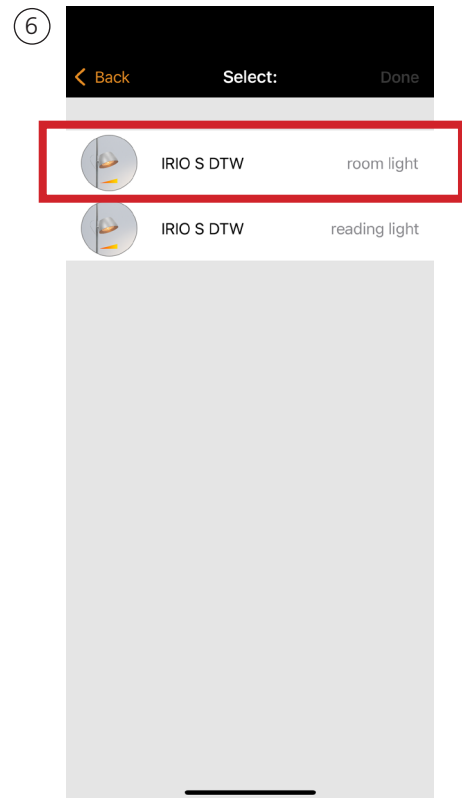 6
Back Select: Done
IRIO S DTW room light
IRIO S DTW reading light